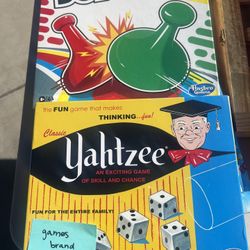 Hasbro
Gaming
the FUN game that makes
THINKING...fun!
Classic
Yahtzee
AN EXCITING GAME
OF SKILL AND CHANCE
FUN FOR THE ENTIRE FAMILY!
games
brand